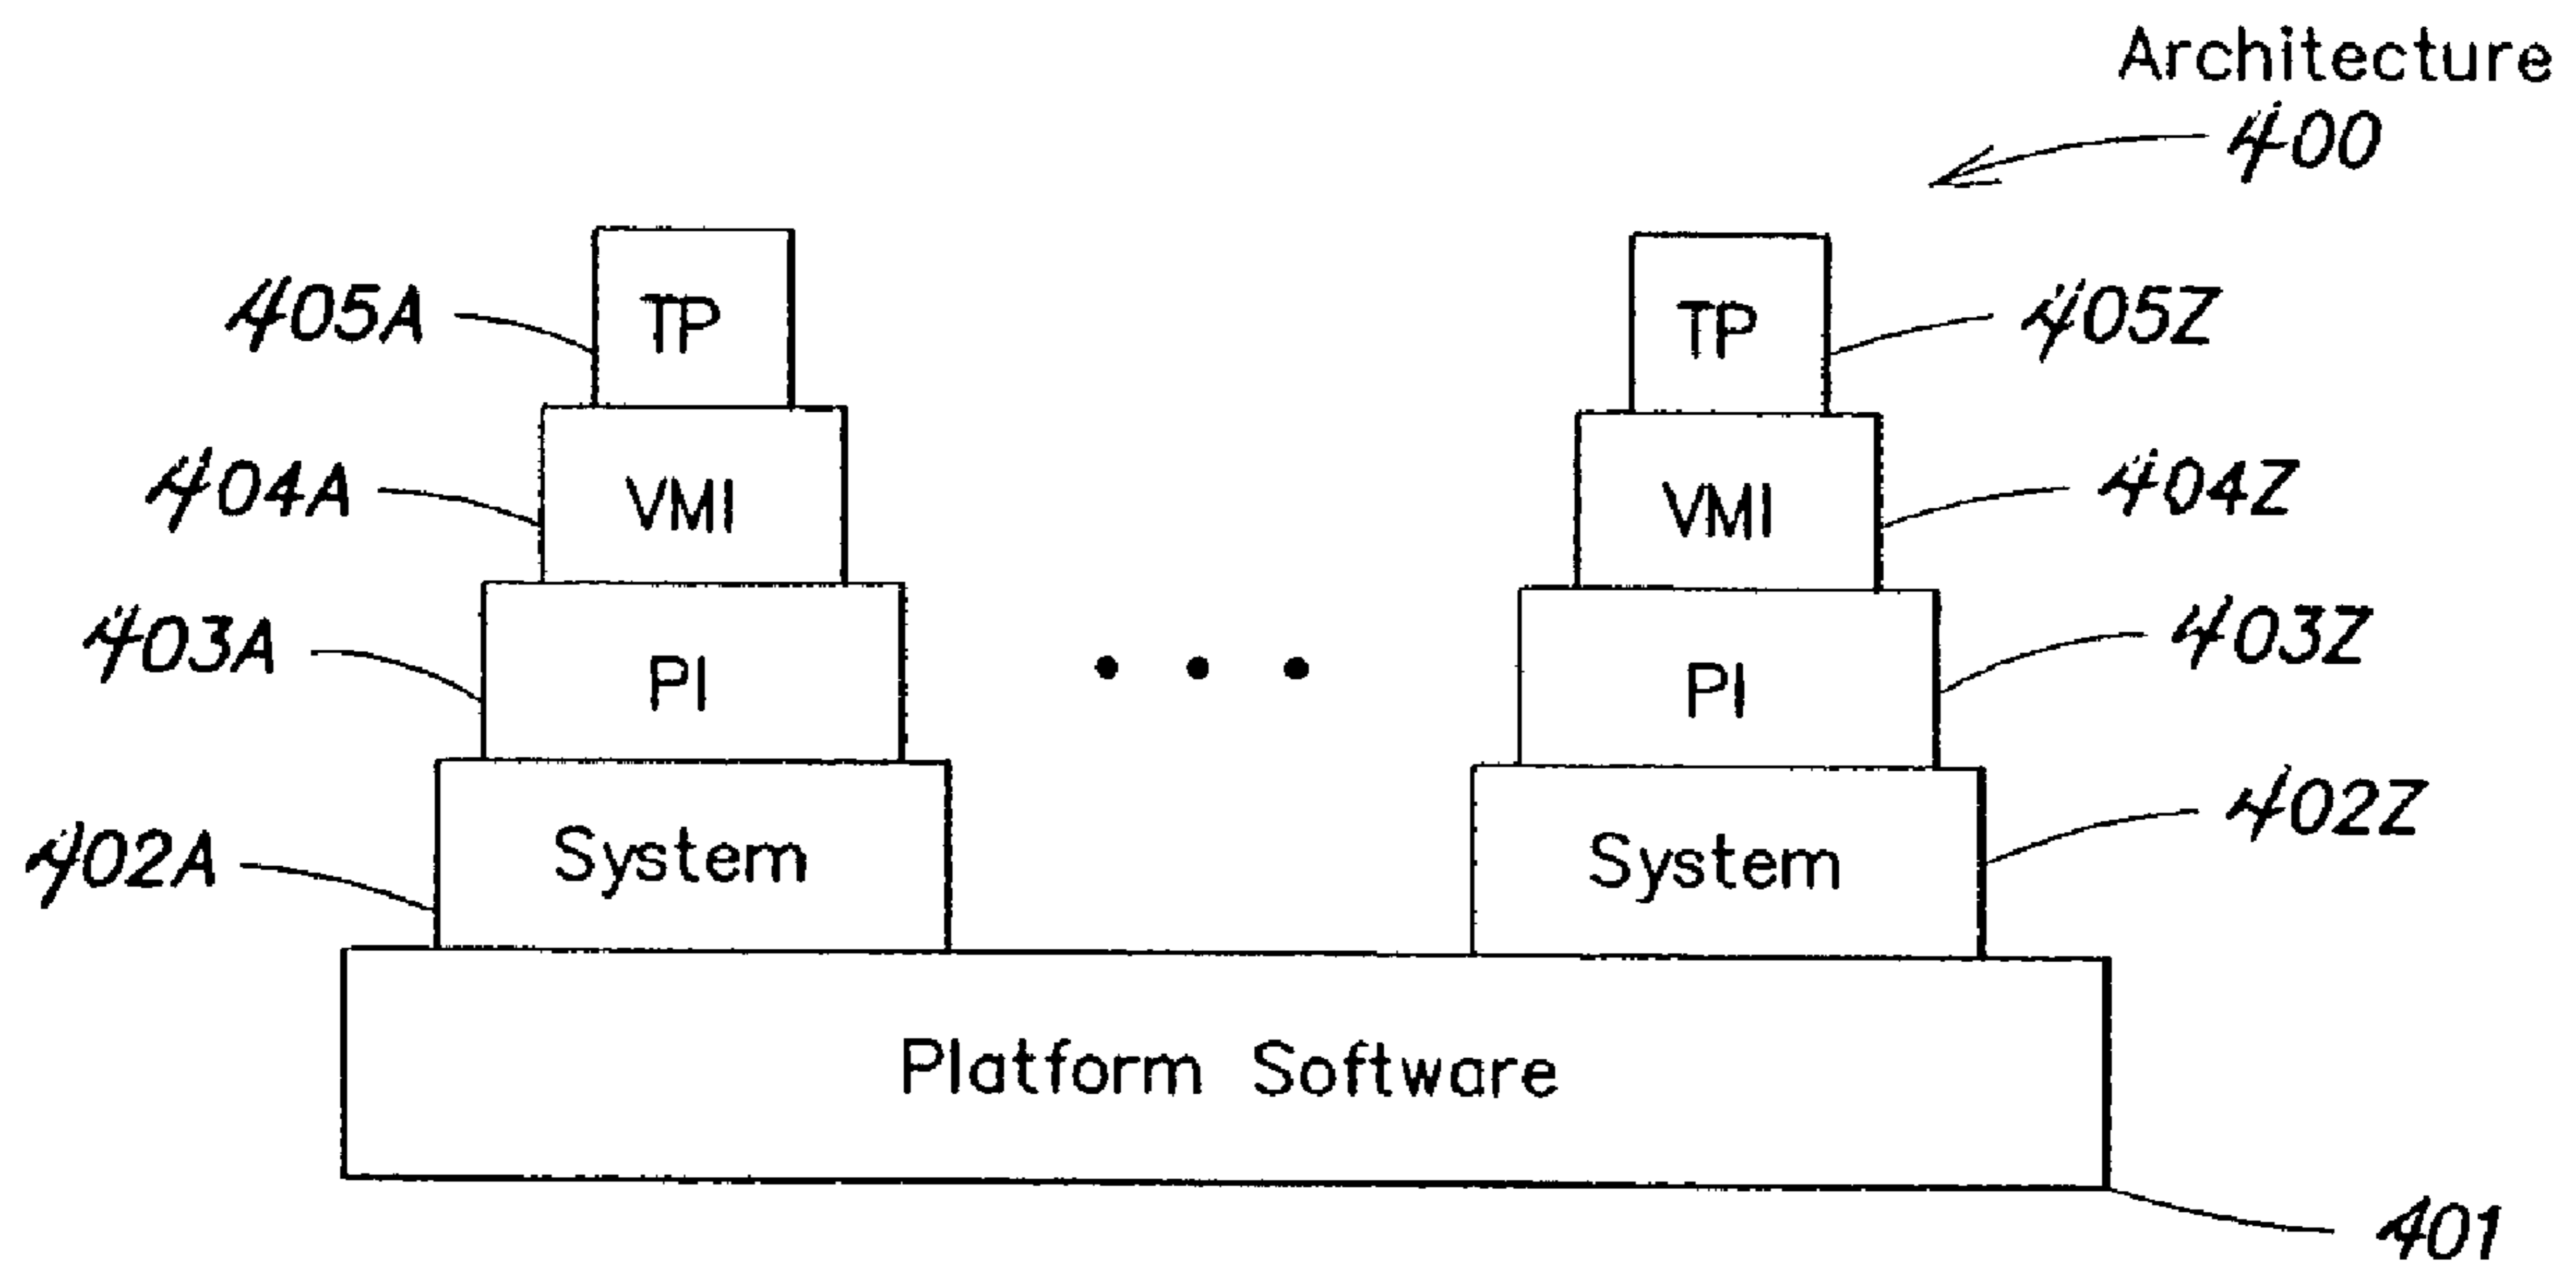 Architecture
400
405A TP TP 405Z
404A VMI VMI 404Z
403A PI PI 403Z
402A System System 402Z
Platform Software
401